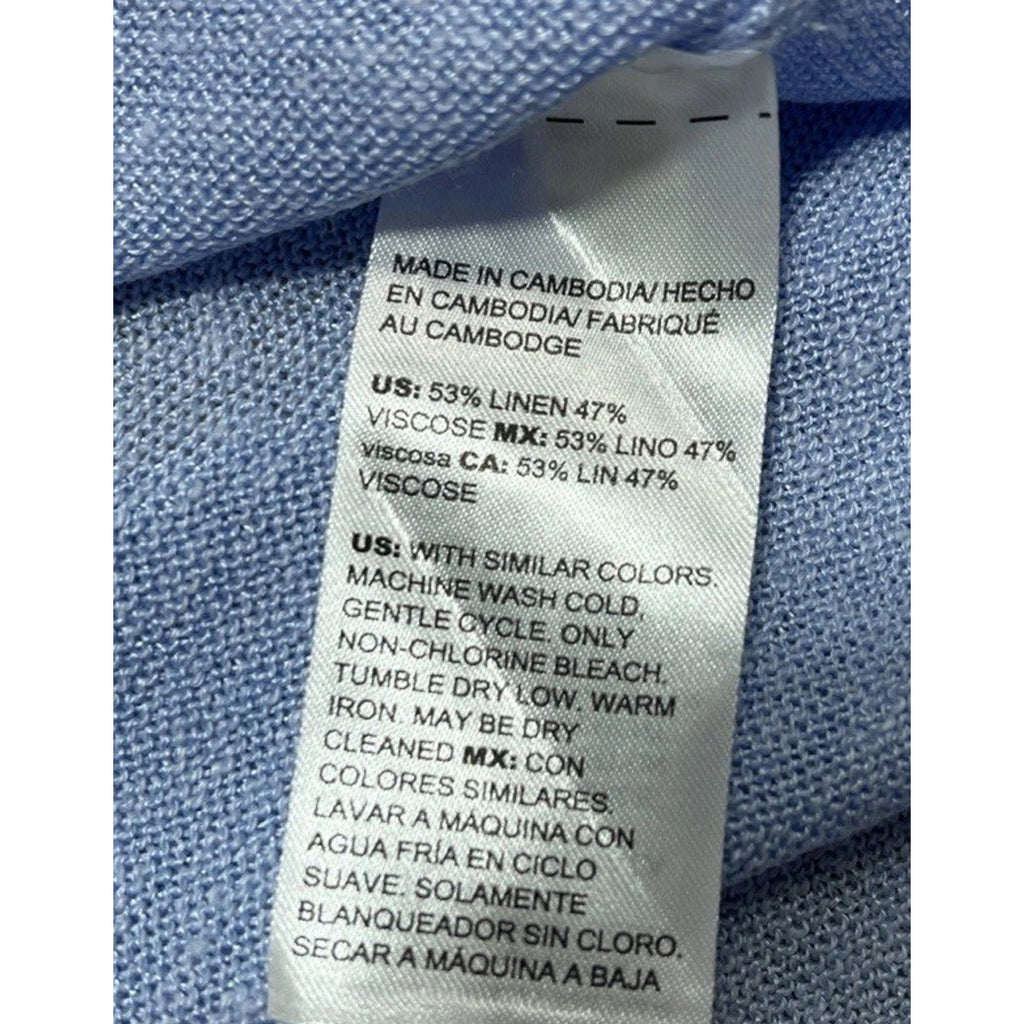 MADE IN CAMBODIA/ HECHO
EN CAMBODIA/ FABRIQUÉ
AU CAMBODGE
US: 53% LINEN 47%
VISCOSE MX: 53% LINO 47%
viscosa CA: 53% LIN 47%
VISCOSE
US: WITH SIMILAR COLORS.
MACHINE WASH COLD,
GENTLE CYCLE. ONLY
NON-CHLORINE BLEACH.
TUMBLE DRY LOW. WARM
IRON. MAY BE DRY
CLEANED MX: CON
COLORES SIMILARES.
LAVAR A MÁQUINA CON
AGUA FRÍA EN CICLO
SUAVE. SOLAMENTE
BLANQUEADOR SIN CLORO.
SECAR A MÁQUINA A BAJA